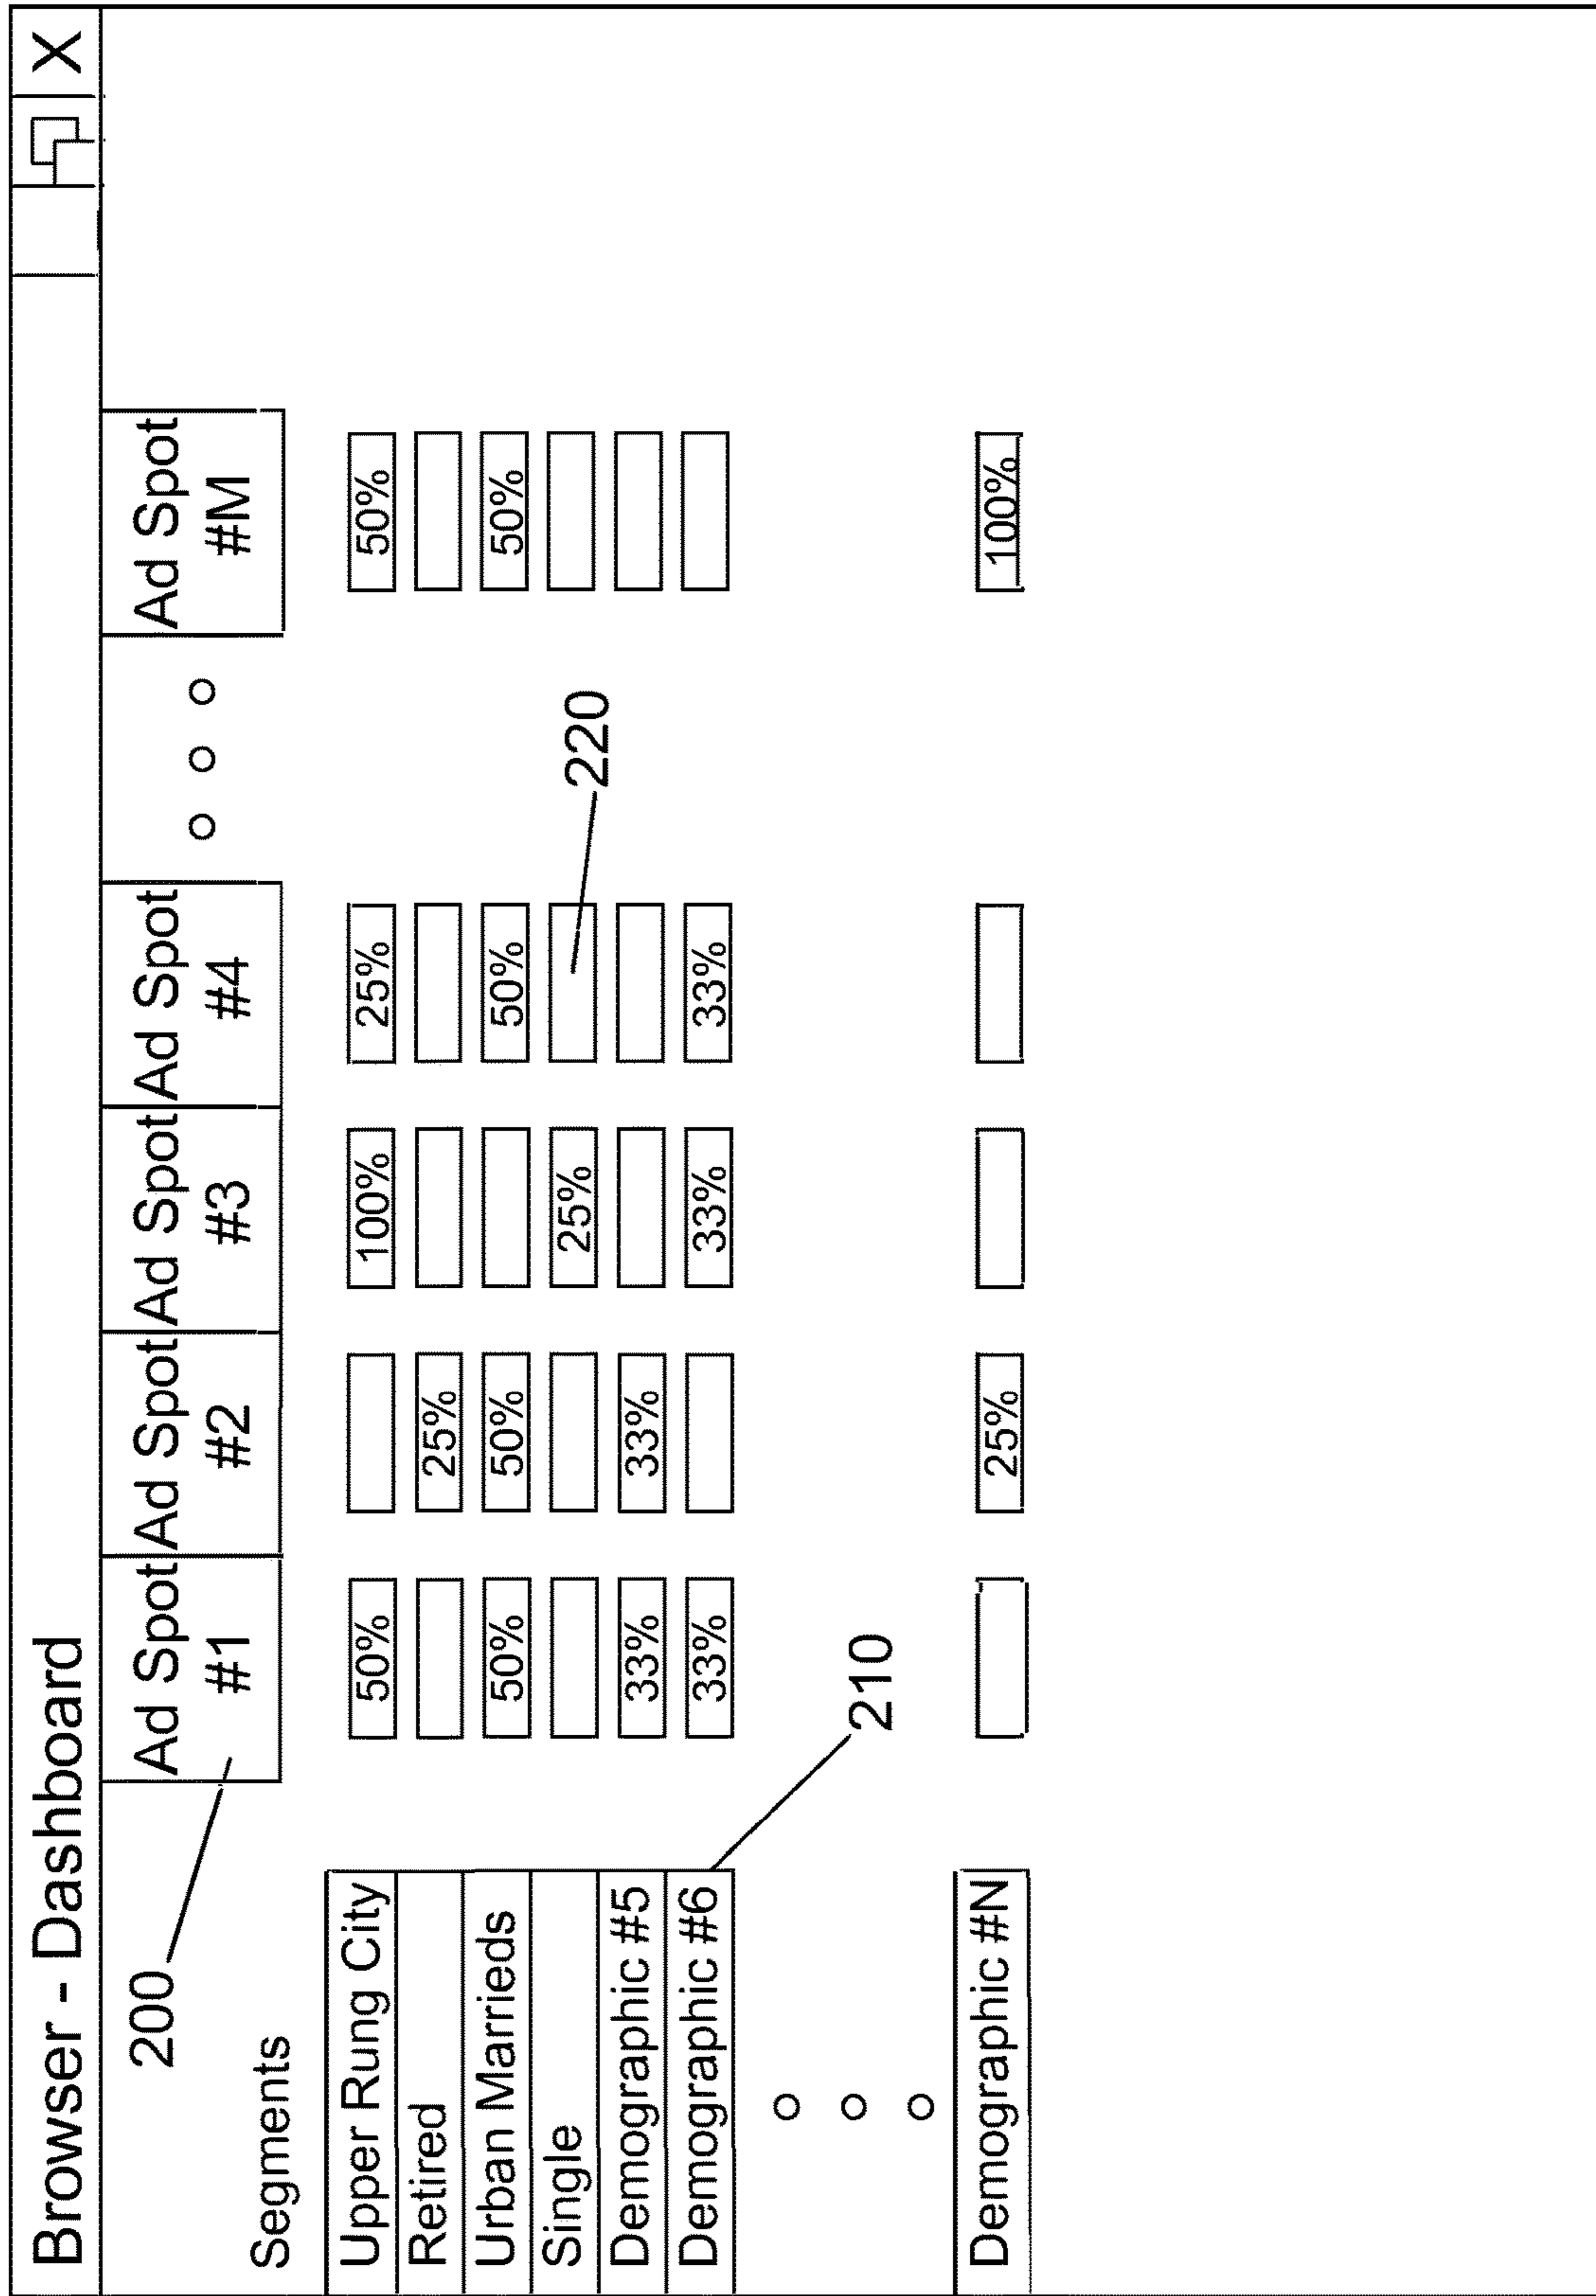 Browser - Dashboard X
200
Ad Spot #1 Ad Spot #2 Ad Spot #3 Ad Spot #4 Ad Spot #M
Segments
Upper Rung City 50% 100% 25% 50%
Retired 25%
Urban Marrieds 50% 50% 50% 50%
Single 25%
220
Demographic #5 33% 33%
Demographic #6 33% 33% 33%
210
Demographic #N 25% 100%